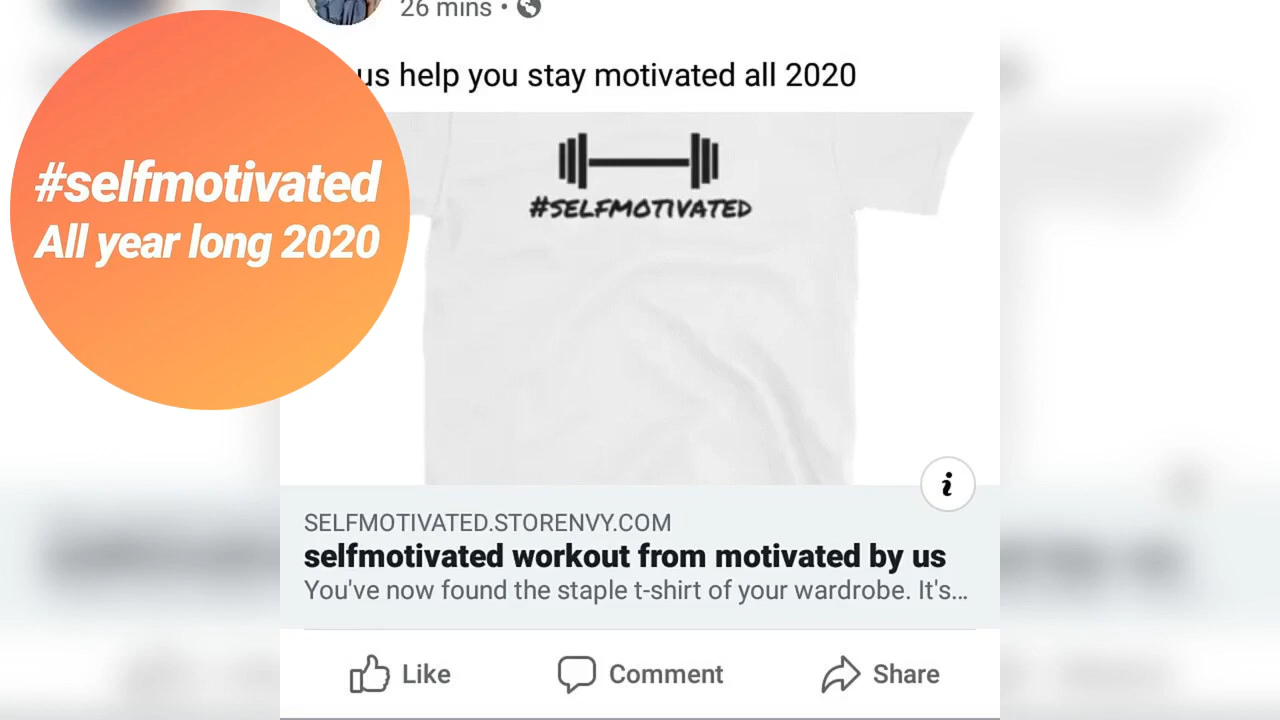 26 mins •
us help you stay motivated all 2020
#selfmotivated
All year long 2020
#SELFMOTIVATED
i
SELFMOTIVATED.STORENVY.COM
selfmotivated workout from motivated by us
You've now found the staple t-shirt of your wardrobe. It's...
Like
Comment
Share